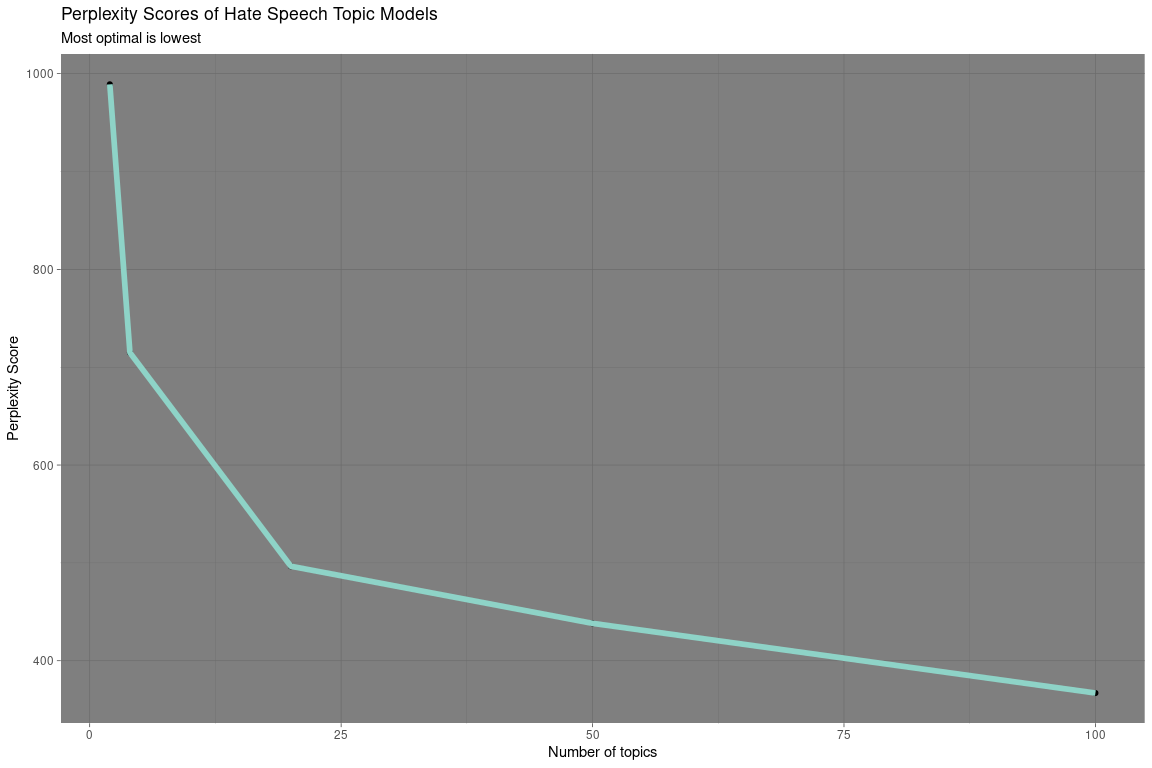 Perplexity Scores of Hate Speech Topic Models
Most optimal is lowest
1000
800
600
400
Perplexity Score
0 25 50 75 100
Number of topics